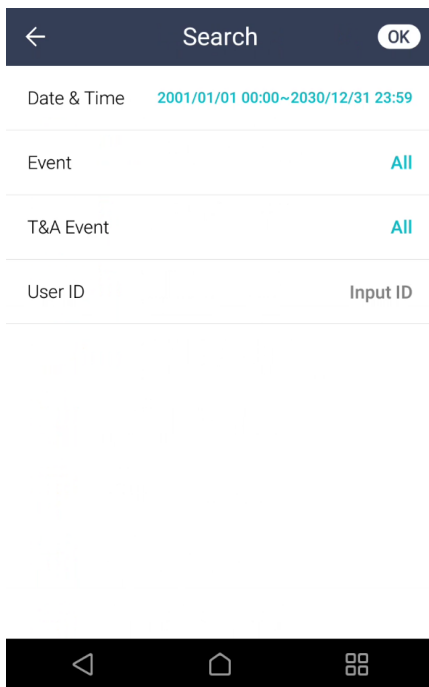 Search OK
Date & Time 2001/01/01 00:00~2030/12/31 23:59
Event All
T&A Event All
User ID Input ID